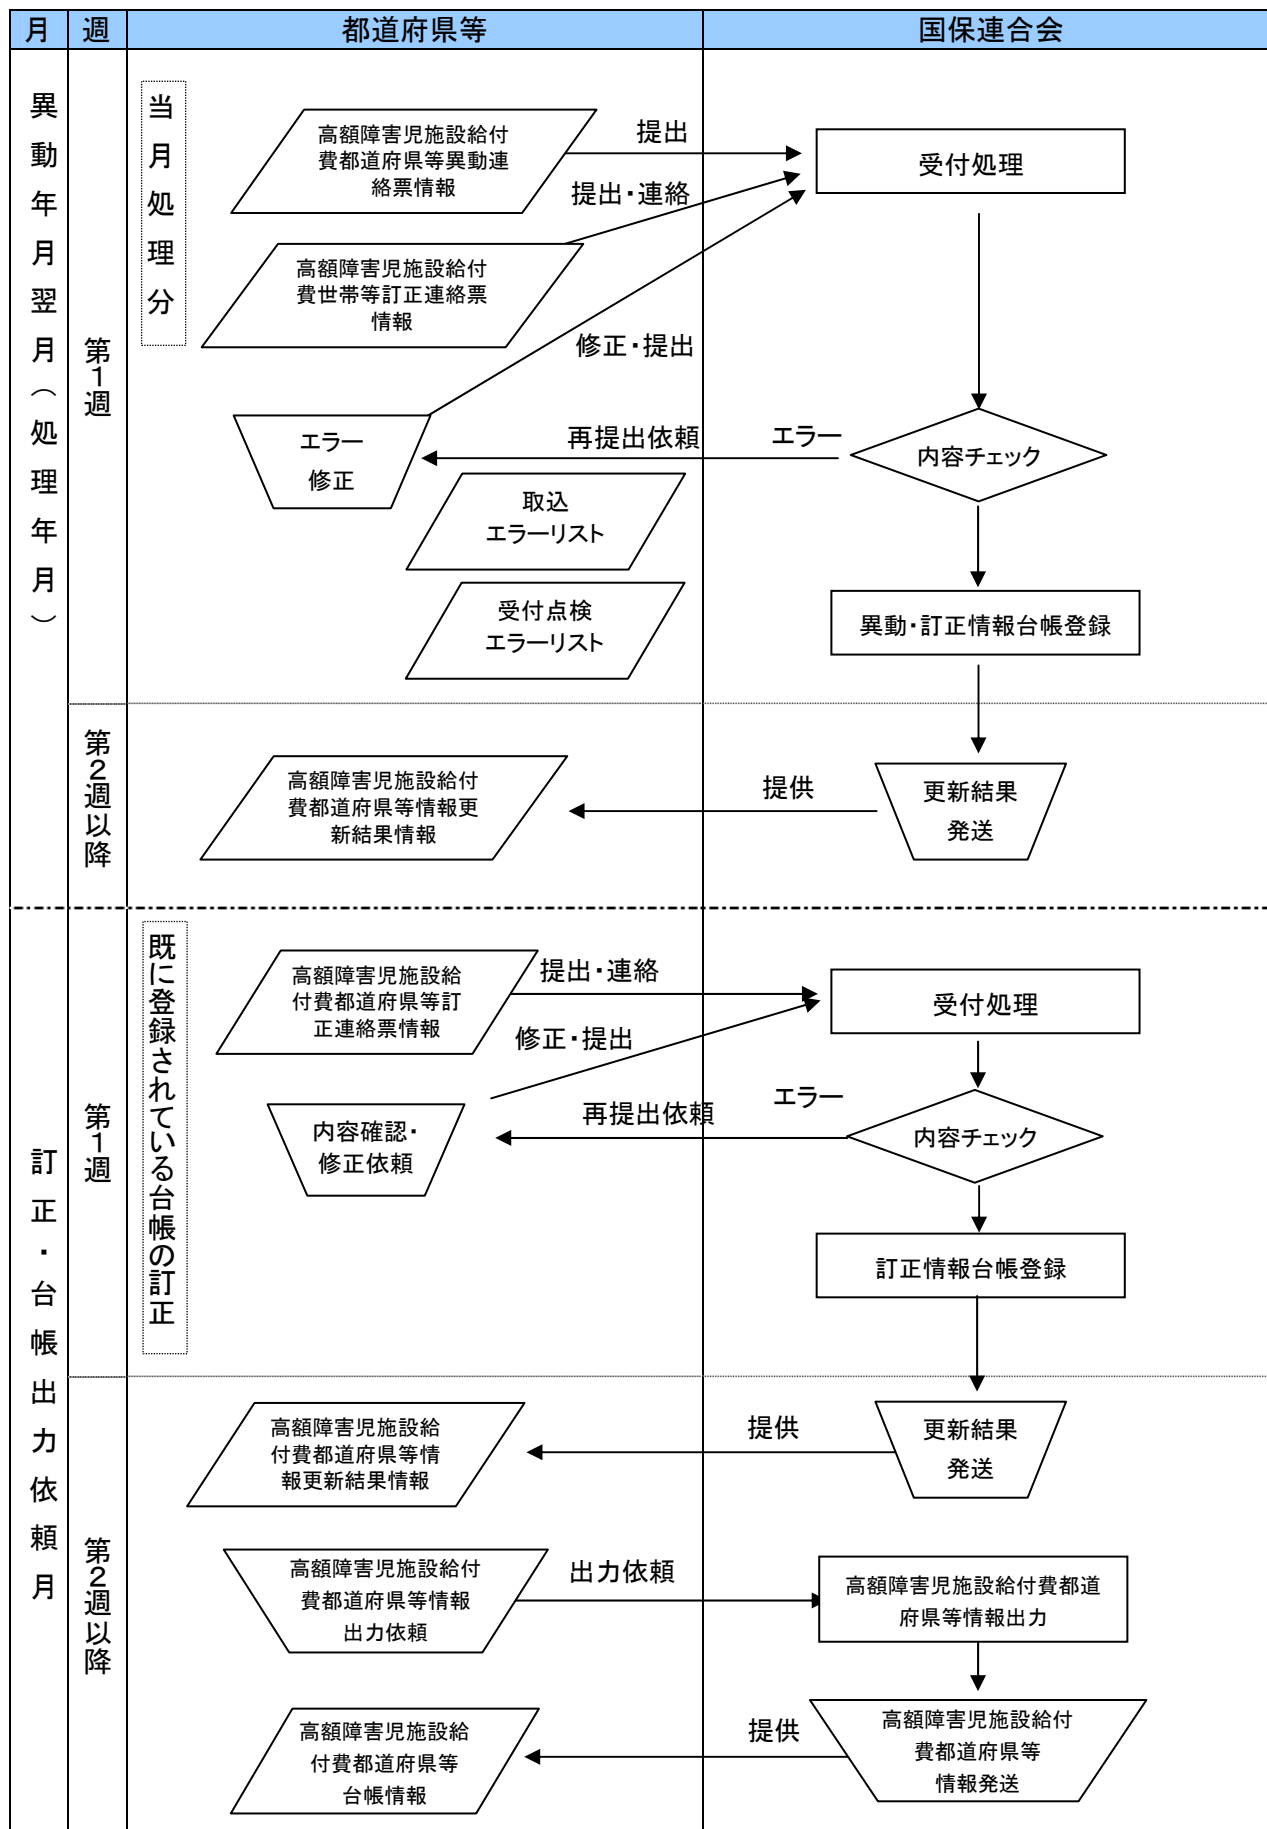 月 週 都道府県等 国保連合会
異動年月翌月（処理年月）
第1週
当月処理分
高額障害児施設給付
費都道府県等異動連
絡票情報
提出
受付処理
提出・連絡
高額障害児施設給付
費世帯等訂正連絡票
情報
修正・提出
エラー
修正
再提出依頼
エラー
内容チェック
取込
エラーリスト
受付点検
エラーリスト
異動・訂正情報台帳登録
第2週以降
高額障害児施設給付
費都道府県等情報更
新結果情報
提供
更新結果
発送
訂正・台帳出力依頼月
第1週
既に登録されている台帳の訂正
高額障害児施設給
付費都道府県等訂
正連絡票情報
提出・連絡
受付処理
修正・提出
内容確認・
修正依頼
再提出依頼
エラー
内容チェック
訂正情報台帳登録
第2週以降
高額障害児施設給
付費都道府県等情
報更新結果情報
提供
更新結果
発送
高額障害児施設給付
費都道府県等情報
出力依頼
出力依頼
高額障害児施設給付費都道
府県等情報出力
高額障害児施設給
付費都道府県等
台帳情報
提供
高額障害児施設給付
費都道府県等
情報発送